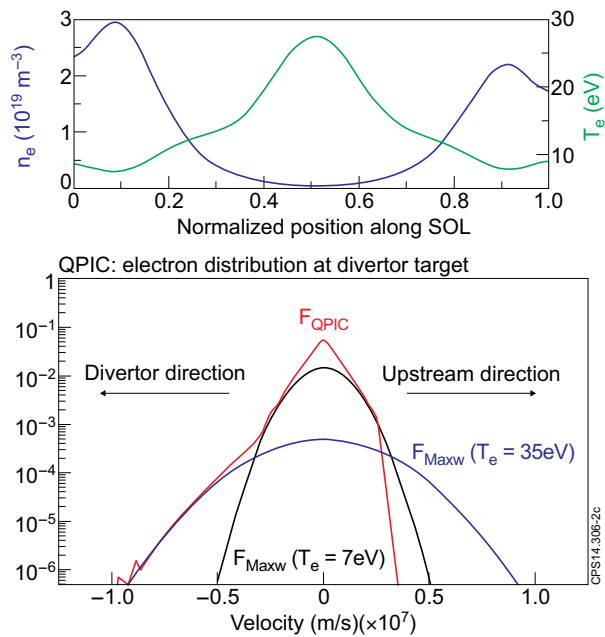 3
2
1
0
n_e (10^19 m^−3)
30
20
10
T_e (eV)
0 0.2 0.4 0.6 0.8 1.0
Normalized position along SOL
QPIC: electron distribution at divertor target
10^−1
10^−1
10^−2
10^−3
10^−4
10^−5
10^−6
F_QPIC
Divertor direction
Upstream direction
F_Maxw (T_e = 35eV)
F_Maxw (T_e = 7eV)
−1.0 −0.5 0 0.5 1.0
Velocity (m/s)(×10^7)
CPS14.306-2c